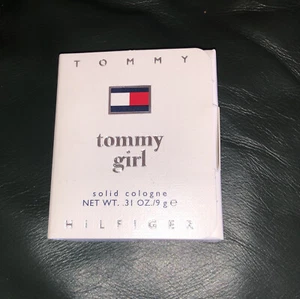 TOMMY
tommy
girl
solid cologne
NET WT. .31 OZ./9 g ℮
HILFIGER